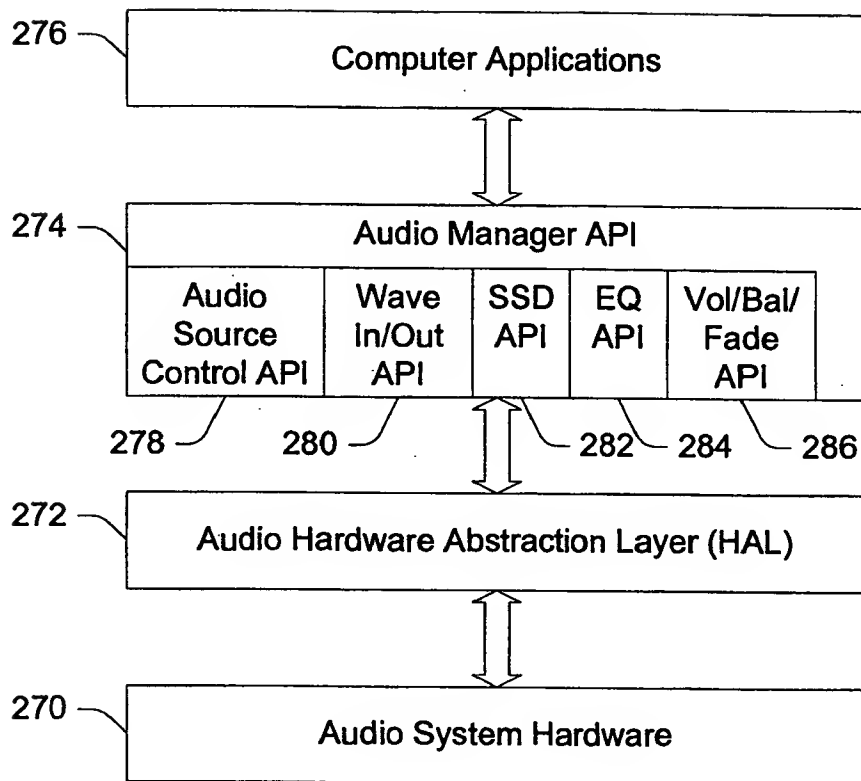 276
Computer Applications
274
Audio Manager API
Audio
Source
Control API
Wave
In/Out
API
SSD
API
EQ
API
Vol/Bal/
Fade
API
278
280
282
284
286
272
Audio Hardware Abstraction Layer (HAL)
270
Audio System Hardware